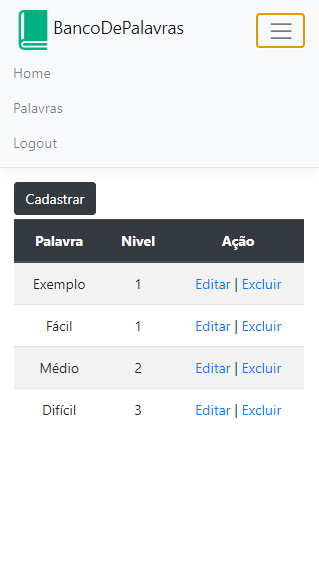 BancoDePalavras
Home
Palavras
Logout
Cadastrar
Palavra Nivel Ação
Exemplo 1 Editar | Excluir
Fácil 1 Editar | Excluir
Médio 2 Editar | Excluir
Difícil 3 Editar | Excluir